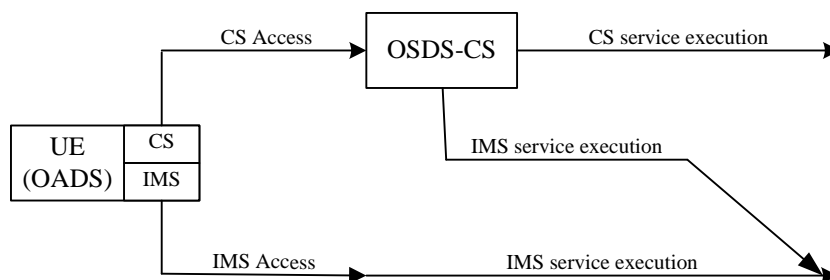 CS Access
OSDS-CS
CS service execution
UE
(OADS)
CS
IMS
IMS service execution
IMS Access
IMS service execution